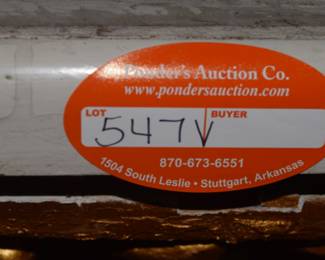 Ponder's Auction Co.
www.pondersauction.com
LOT BUYER
547V
870-673-6551
1504 South Leslie • Stuttgart, Arkansas